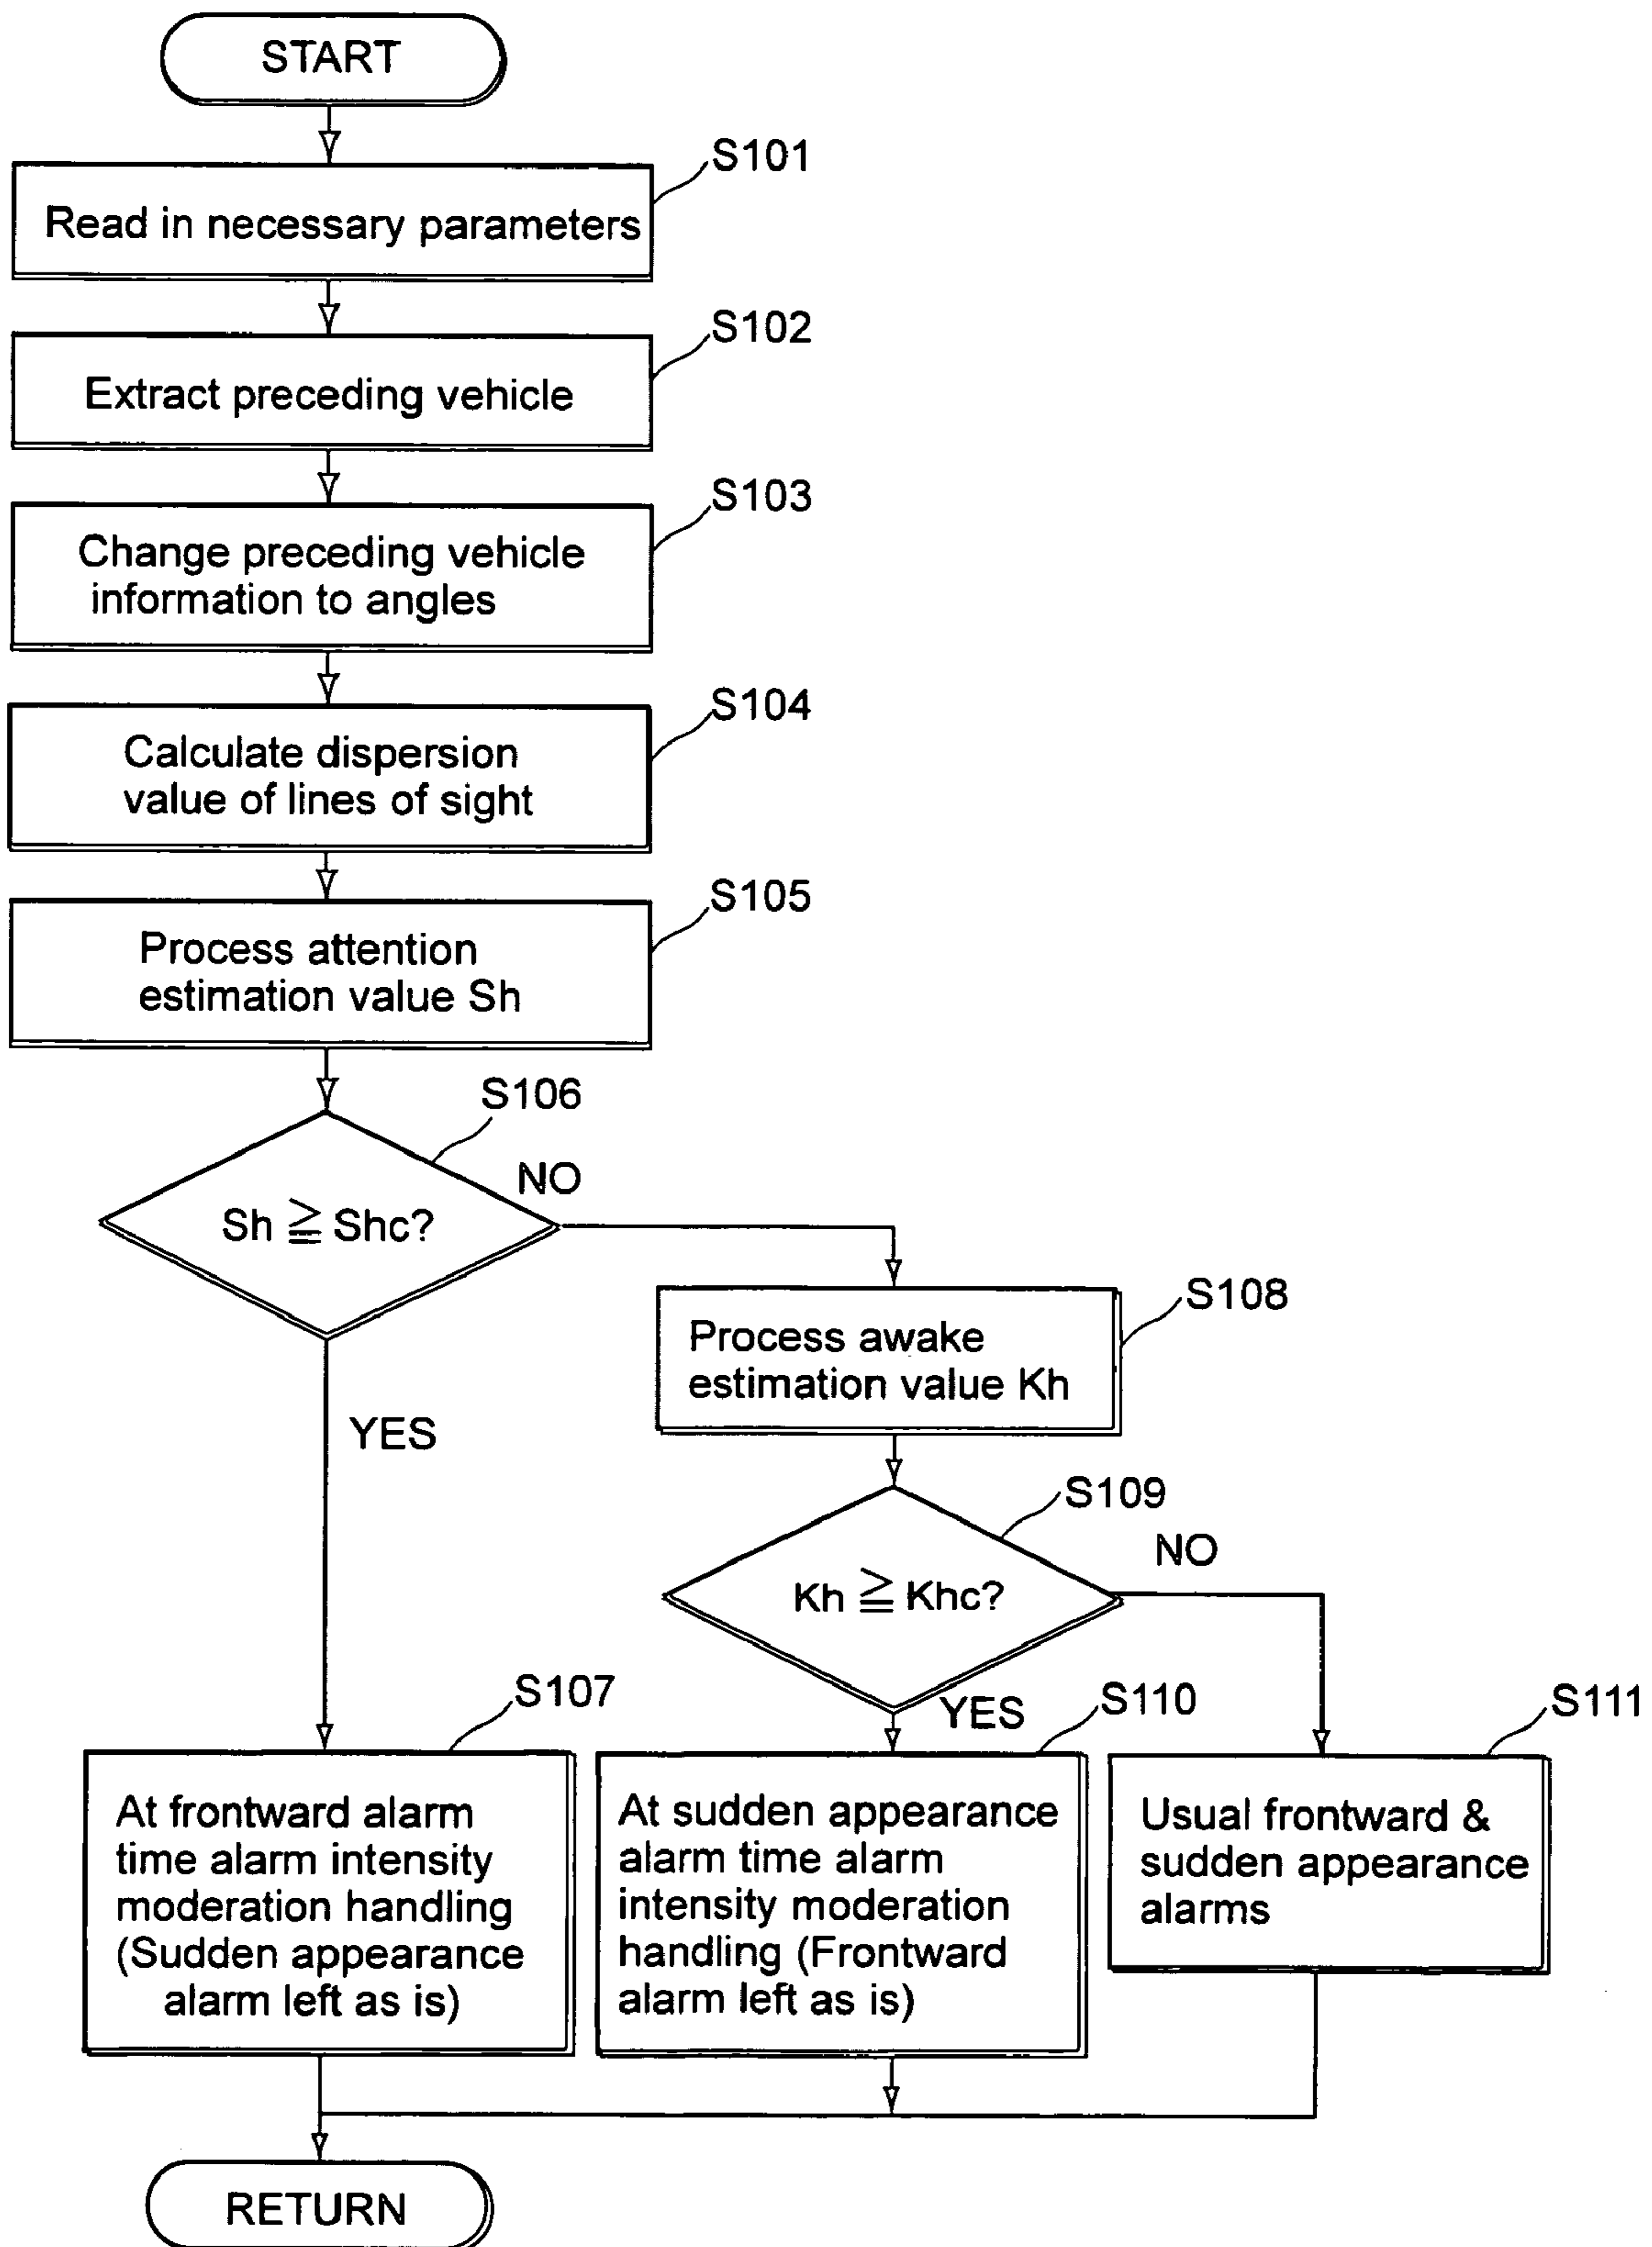 START
S101
Read in necessary parameters
S102
Extract preceding vehicle
S103
Change preceding vehicle
information to angles
S104
Calculate dispersion
value of lines of sight
S105
Process attention
estimation value Sh
S106
NO
Sh ≧ Shc?
YES
S108
Process awake
estimation value Kh
S109
NO
Kh ≧ Khc?
YES
S107
At frontward alarm
time alarm intensity
moderation handling
(Sudden appearance
alarm left as is)
S110
At sudden appearance
alarm time alarm
intensity moderation
handling (Frontward
alarm left as is)
S111
Usual frontward &
sudden appearance
alarms
RETURN